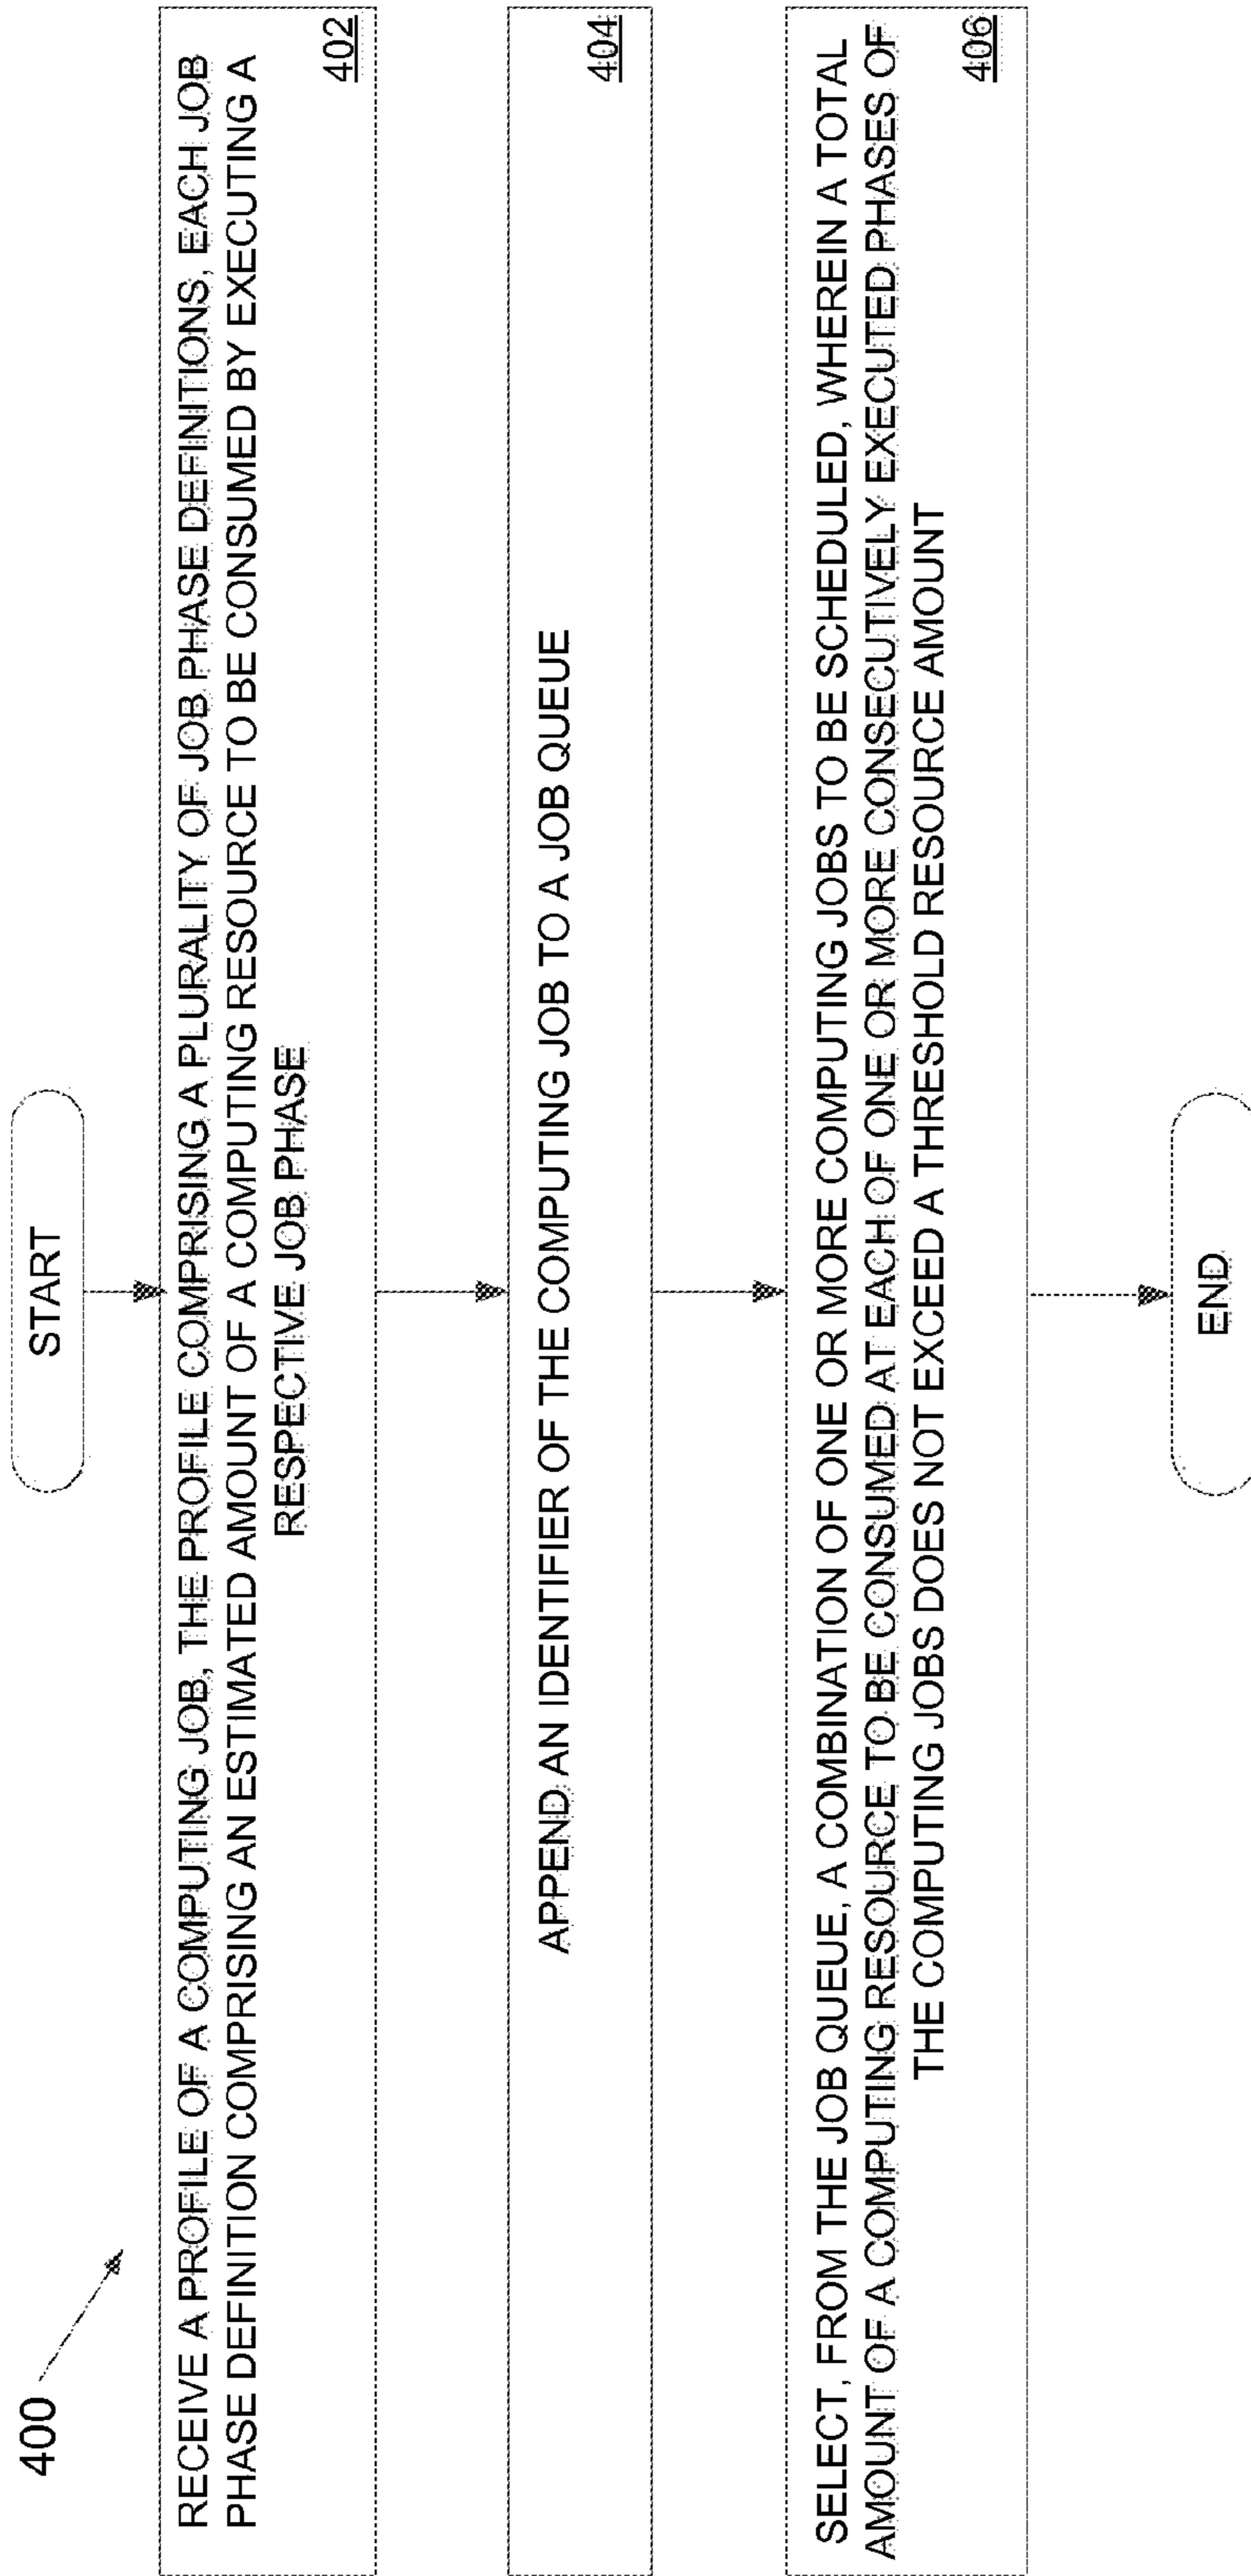 400
START
RECEIVE A PROFILE OF A COMPUTING JOB, THE PROFILE COMPRISING A PLURALITY OF JOB PHASE DEFINITIONS, EACH JOB
PHASE DEFINITION COMPRISING AN ESTIMATED AMOUNT OF A COMPUTING RESOURCE TO BE CONSUMED BY EXECUTING A
RESPECTIVE JOB PHASE
402
APPEND AN IDENTIFIER OF THE COMPUTING JOB TO A JOB QUEUE
404
SELECT, FROM THE JOB QUEUE, A COMBINATION OF ONE OR MORE COMPUTING JOBS TO BE SCHEDULED, WHEREIN A TOTAL
AMOUNT OF A COMPUTING RESOURCE TO BE CONSUMED AT EACH OF ONE OR MORE CONSECUTIVELY EXECUTED PHASES OF
THE COMPUTING JOBS DOES NOT EXCEED A THRESHOLD RESOURCE AMOUNT
406
END